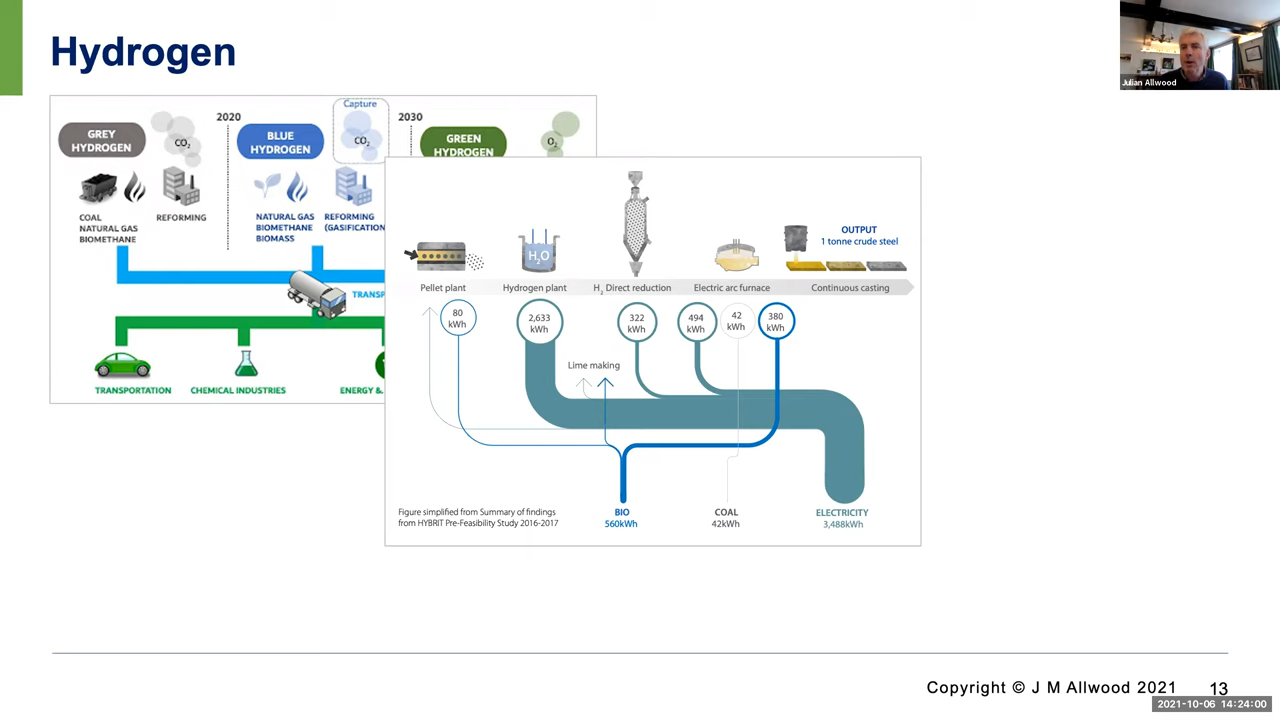 Hydrogen
Julian Allwood
Capture
2020
2030
GREY
HYDROGEN
CO2
BLUE
HYDROGEN
CO2
GREEN
HYDROGEN
O2
COAL
NATURAL GAS
BIOMETHANE
REFORMING
NATURAL GAS
BIOMETHANE
BIOMASS
REFORMING
(GASIFICATION
TRANSP
TRANSPORTATION
CHEMICAL INDUSTRIES
ENERGY &
H2O
OUTPUT
1 tonne crude steel
Pellet plant
Hydrogen plant
H2 Direct reduction
Electric arc furnace
Continuous casting
80
kWh
2,633
kWh
322
kWh
494
kWh
42
kWh
380
kWh
Lime making
Figure simplified from Summary of findings
from HYBRIT Pre-Feasibility Study 2016-2017
BIO
560kWh
COAL
42kWh
ELECTRICITY
3,488kWh
Copyright © J M Allwood 2021
13
2021-10-06 14:24:00